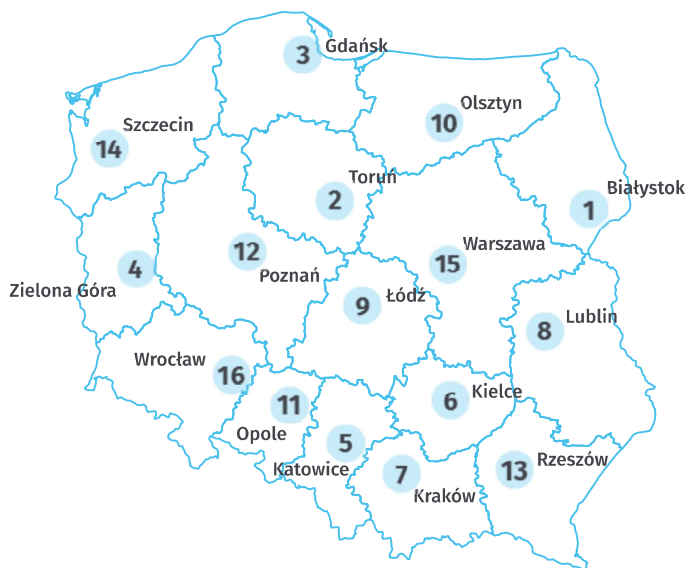 3
Gdańsk
Olsztyn
10
Szczecin
14
Toruń
2
Białystok
1
Warszawa
15
12
Poznań
4
Zielona Góra
Łódź
9
Lublin
8
Wrocław
16
Kielce
6
11
Opole
5
Katowice
7
Kraków
Rzeszów
13